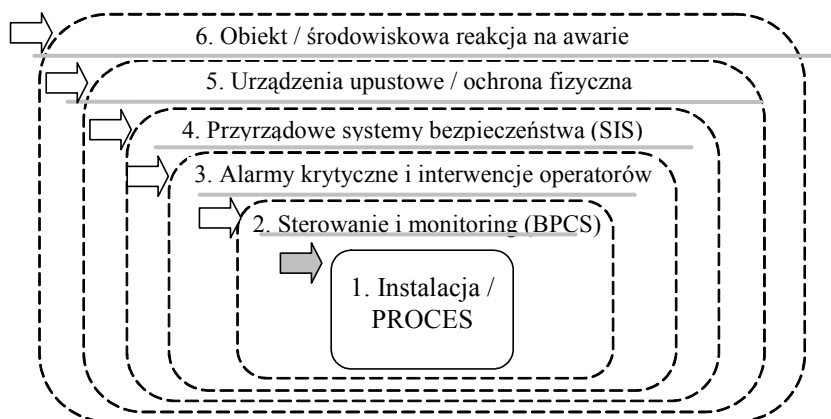 6. Obiekt / środowiskowa reakcja na awarie
5. Urządzenia upustowe / ochrona fizyczna
4. Przyrządowe systemy bezpieczeństwa (SIS)
3. Alarmy krytyczne i interwencje operatorów
2. Sterowanie i monitoring (BPCS)
1. Instalacja /
PROCES